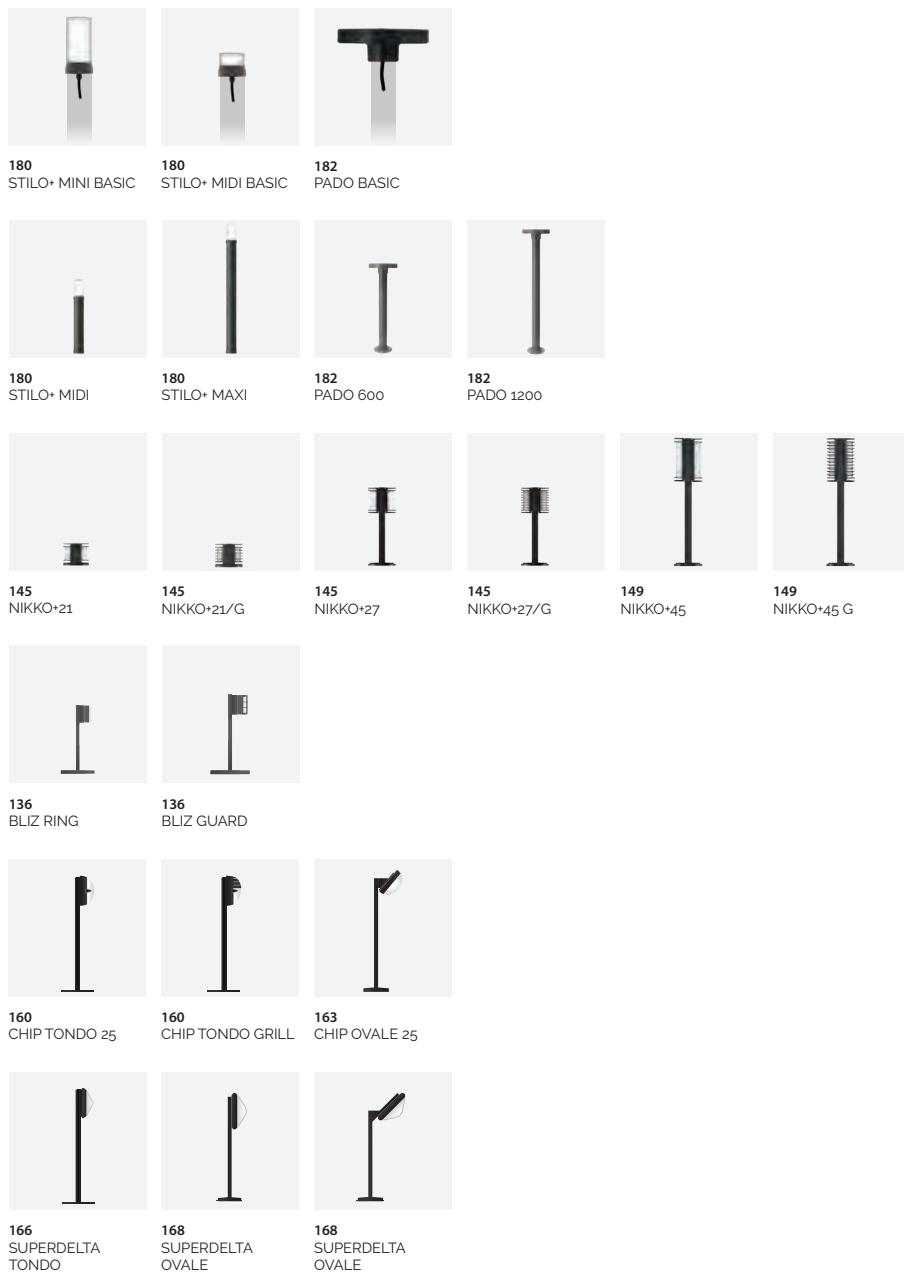 180
STILO+ MINI BASIC
180
STILO+ MIDI BASIC
182
PADO BASIC
180
STILO+ MIDI
180
STILO+ MAXI
182
PADO 600
182
PADO 1200
145
NIKKO+21
145
NIKKO+21/G
145
NIKKO+27
145
NIKKO+27/G
149
NIKKO+45
149
NIKKO+45 G
136
BLIZ RING
136
BLIZ GUARD
160
CHIP TONDO 25
160
CHIP TONDO GRILL
163
CHIP OVALE 25
166
SUPERDELTA
TONDO
168
SUPERDELTA
OVALE
168
SUPERDELTA
OVALE